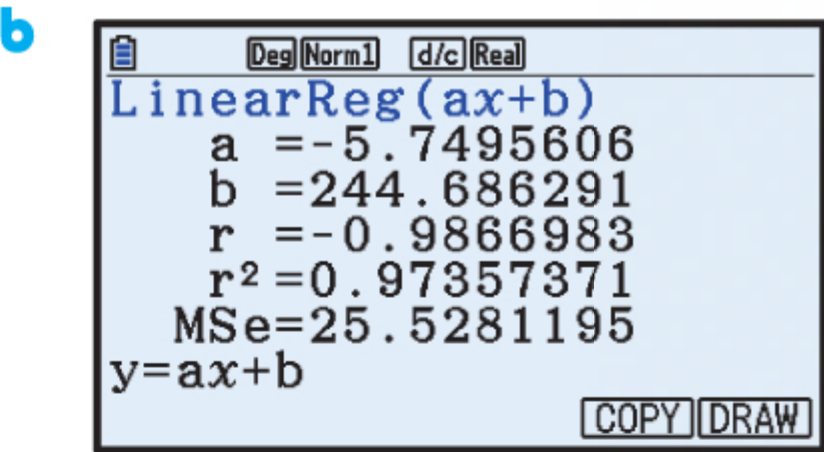 b
Deg Norm1 d/c Real
LinearReg(ax+b)
a =-5.7495606
b =244.686291
r =-0.9866983
r²=0.97357371
MSe=25.5281195
y=ax+b
COPY DRAW